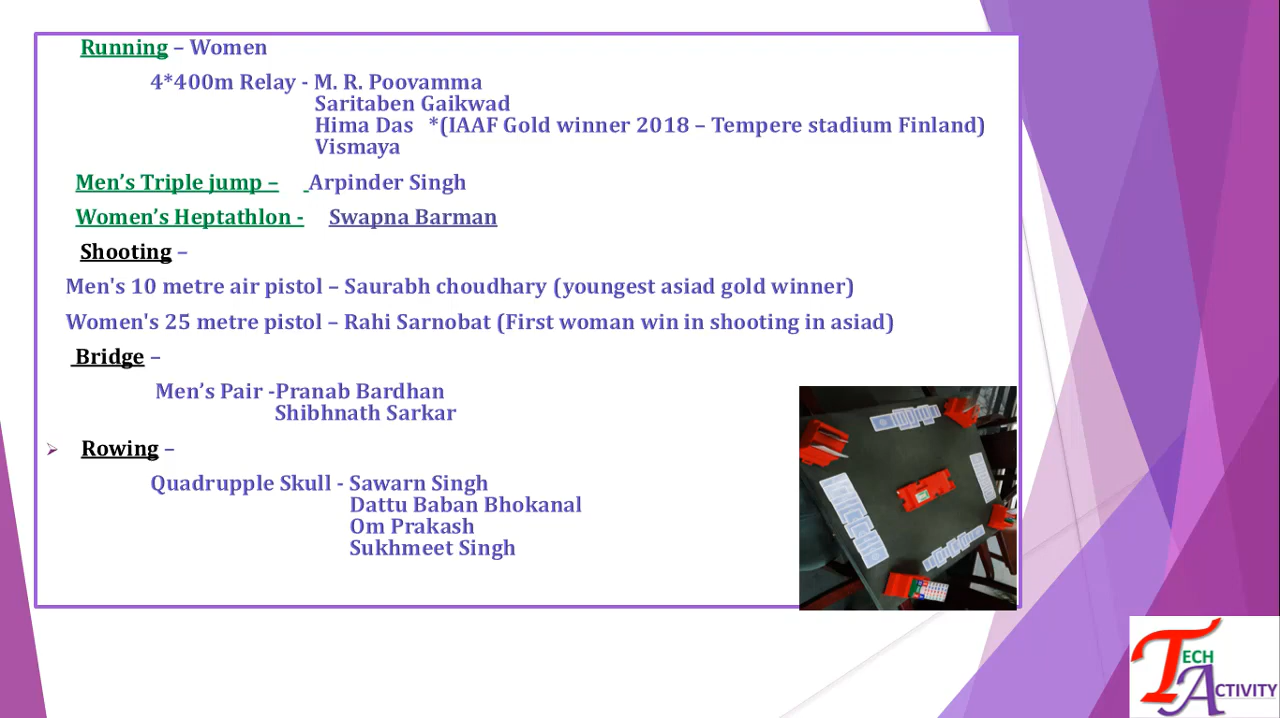 Running – Women
4*400m Relay - M. R. Poovamma
Saritaben Gaikwad
Hima Das *(IAAF Gold winner 2018 – Tempere stadium Finland)
Vismaya
Men's Triple jump – Arpinder Singh
Women's Heptathlon - Swapna Barman
Shooting –
Men's 10 metre air pistol – Saurabh choudhary (youngest asiad gold winner)
Women's 25 metre pistol – Rahi Sarnobat (First woman win in shooting in asiad)
Bridge –
Men's Pair -Pranab Bardhan
Shibhnath Sarkar
Rowing –
Quadrupple Skull - Sawarn Singh
Dattu Baban Bhokanal
Om Prakash
Sukhmeet Singh
TECH
ACTIVITY